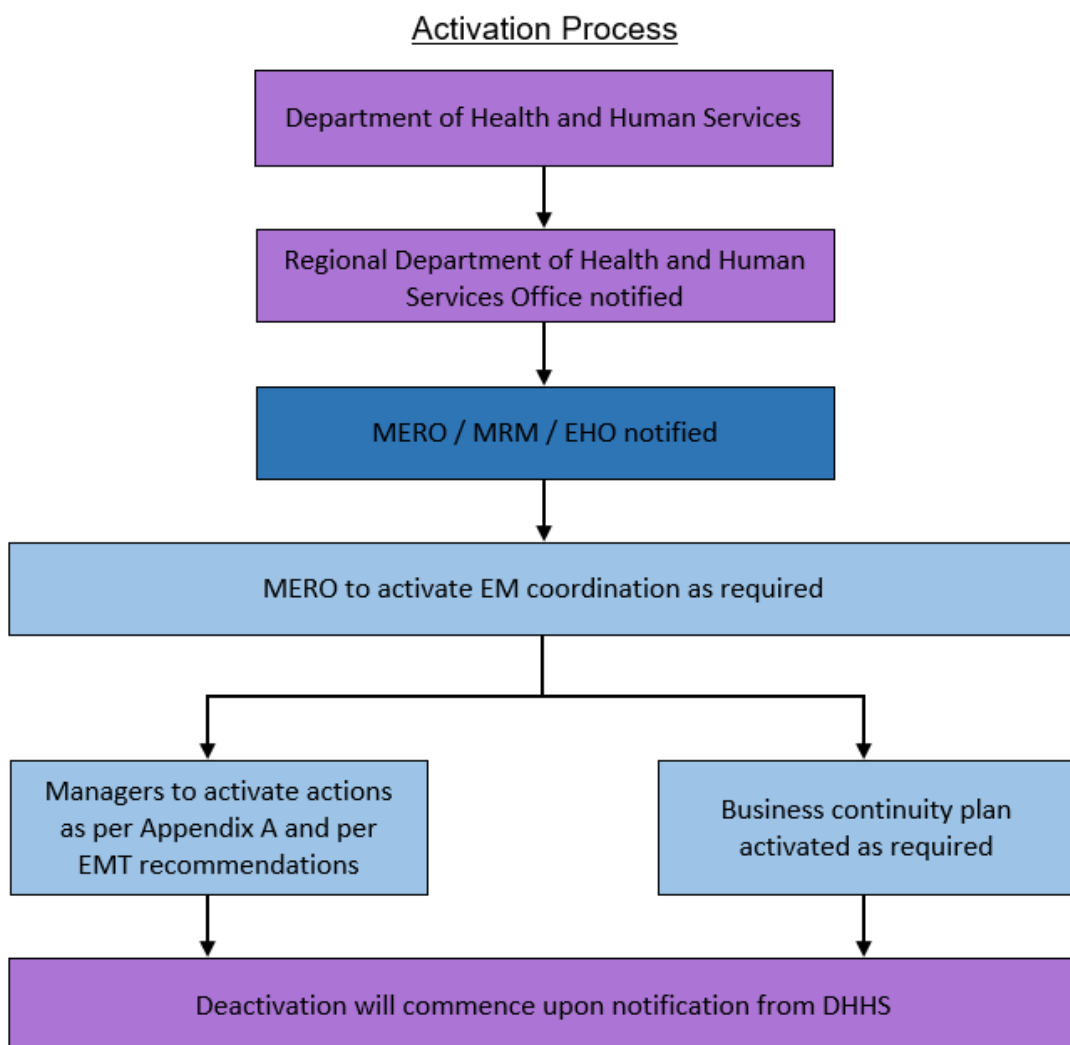 Activation Process
Department of Health and Human Services
Regional Department of Health and Human
Services Office notified
MERO / MRM / EHO notified
MERO to activate EM coordination as required
Managers to activate actions
as per Appendix A and per
EMT recommendations
Business continuity plan
activated as required
Deactivation will commence upon notification from DHHS